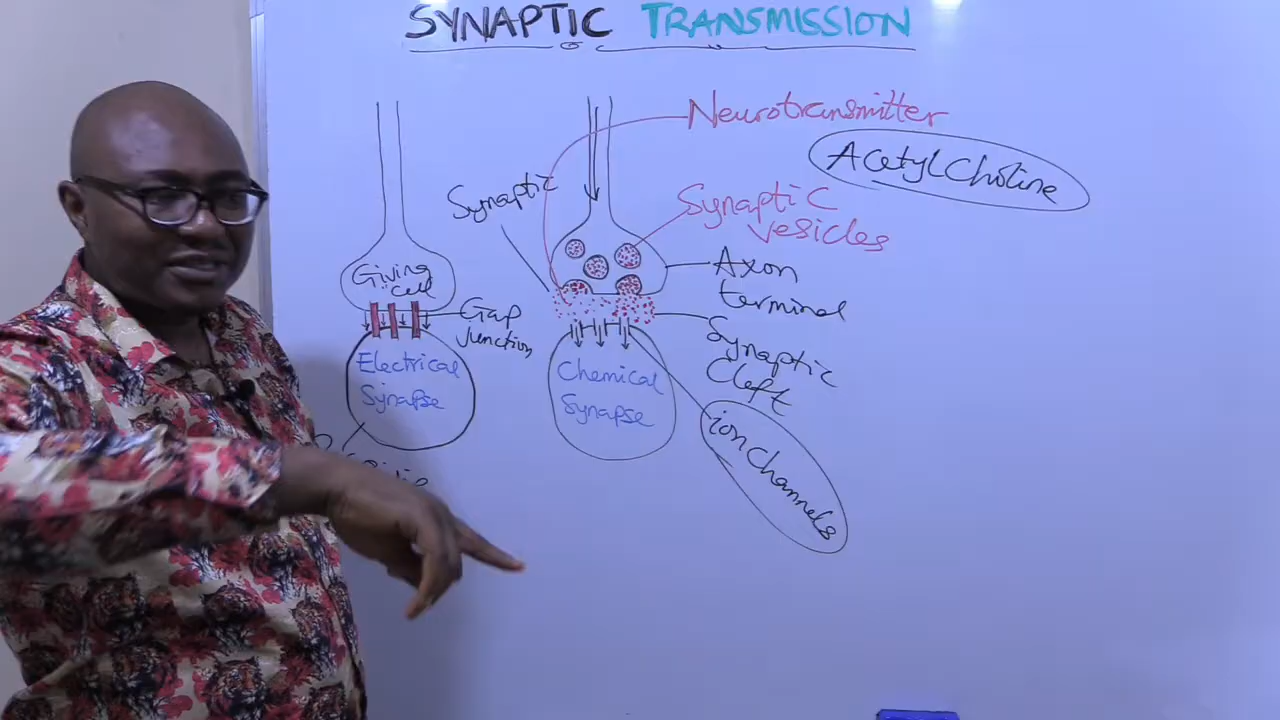 SYNAPTIC TRANSMISSION
Neurotransmitter
AcetylCholine
Synaptic
Synaptic
vesicles
Giving
cell
Axon
terminal
Gap
junction
Synaptic
Cleft
Electrical
Synapse
Chemical
Synapse
ion Channels